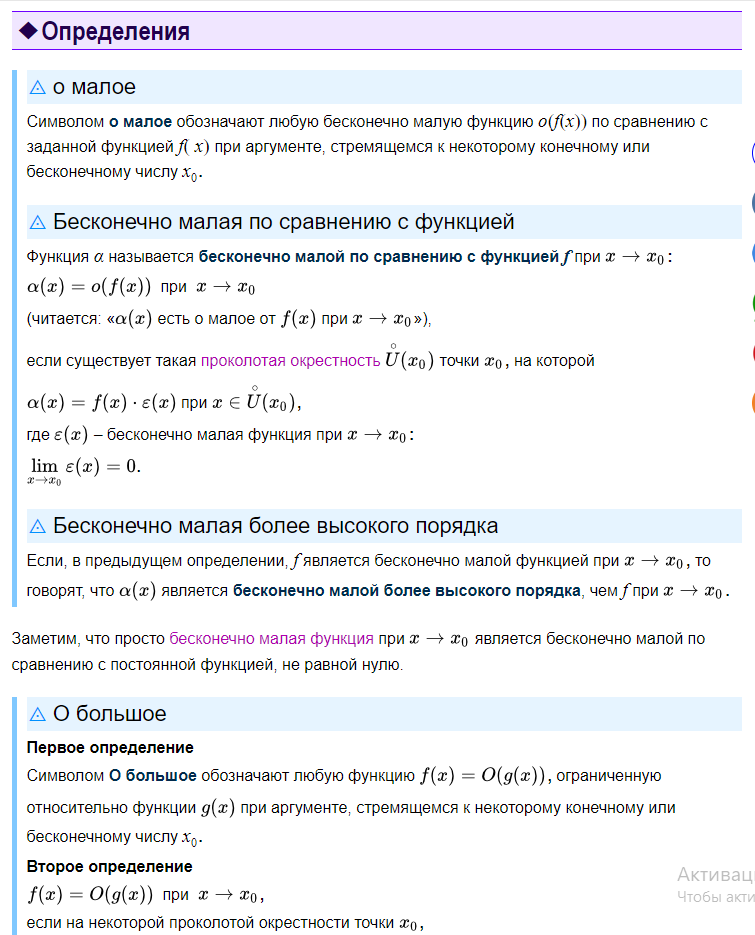 ◆Определения
о малое
Символом о малое обозначают любую бесконечно малую функцию o(f(x)) по сравнению с
заданной функцией f( x) при аргументе, стремящемся к некоторому конечному или
бесконечному числу x₀.
Бесконечно малая по сравнению с функцией
Функция α называется бесконечно малой по сравнению с функцией f при x → x₀ :
α(x) = o(f(x)) при x → x₀
(читается: «α(x) есть о малое от f(x) при x → x₀»),
если существует такая проколотая окрестность Ů(x₀) точки x₀, на которой
α(x) = f(x) · ε(x) при x ∈ Ů(x₀),
где ε(x) – бесконечно малая функция при x → x₀:
lim x→x₀ ε(x) = 0.
Бесконечно малая более высокого порядка
Если, в предыдущем определении, f является бесконечно малой функцией при x → x₀, то
говорят, что α(x) является бесконечно малой более высокого порядка, чем f при x → x₀.
Заметим, что просто бесконечно малая функция при x → x₀ является бесконечно малой по
сравнению с постоянной функцией, не равной нулю.
О большое
Первое определение
Символом О большое обозначают любую функцию f(x) = O(g(x)), ограниченную
относительно функции g(x) при аргументе, стремящемся к некоторому конечному или
бесконечному числу x₀.
Второе определение
f(x) = O(g(x)) при x → x₀,
если на некоторой проколотой окрестности точки x₀,
Активац
Чтобы акти